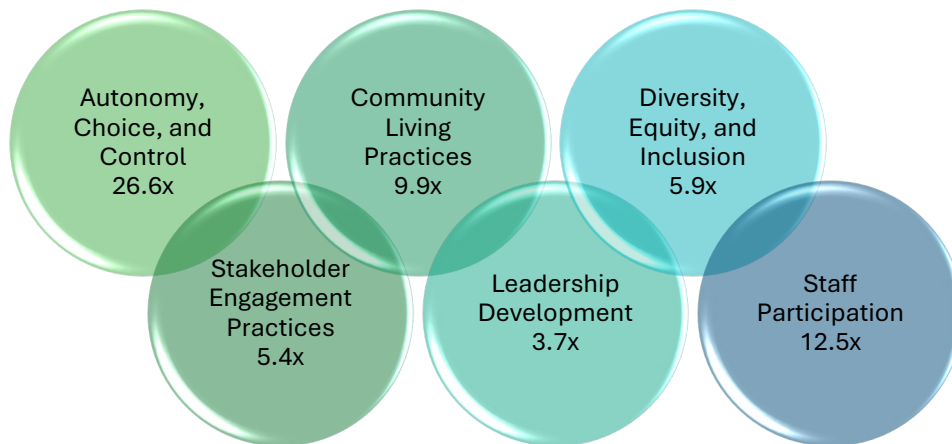 Autonomy,
Choice, and
Control
26.6x
Community
Living
Practices
9.9x
Diversity,
Equity, and
Inclusion
5.9x
Stakeholder
Engagement
Practices
5.4x
Leadership
Development
3.7x
Staff
Participation
12.5x